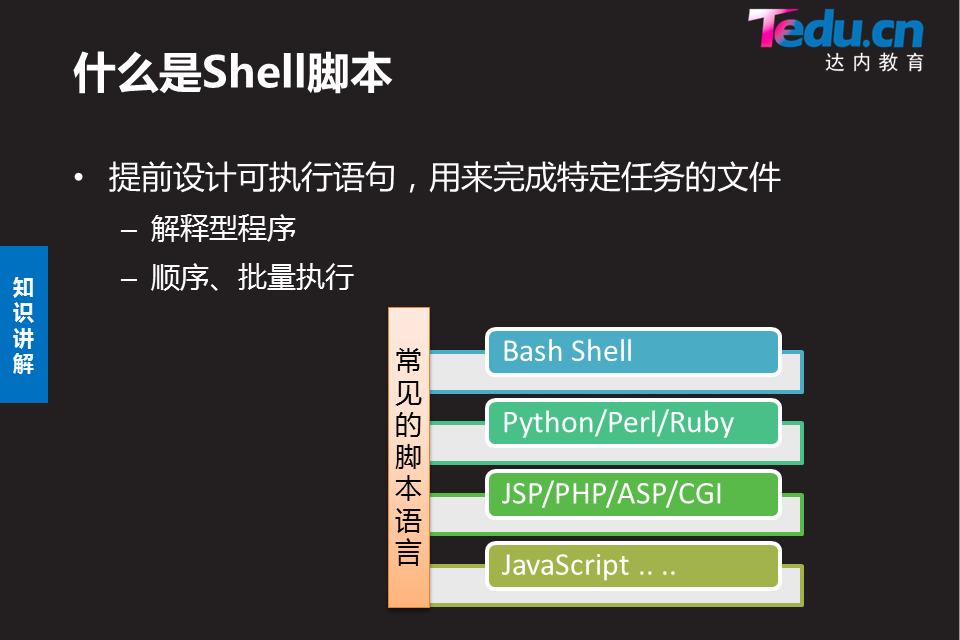 Tedu.cn
达内教育
什么是Shell脚本
• 提前设计可执行语句，用来完成特定任务的文件
– 解释型程序
– 顺序、批量执行
知识讲解
常见的脚本语言
Bash Shell
Python/Perl/Ruby
JSP/PHP/ASP/CGI
JavaScript .. ..